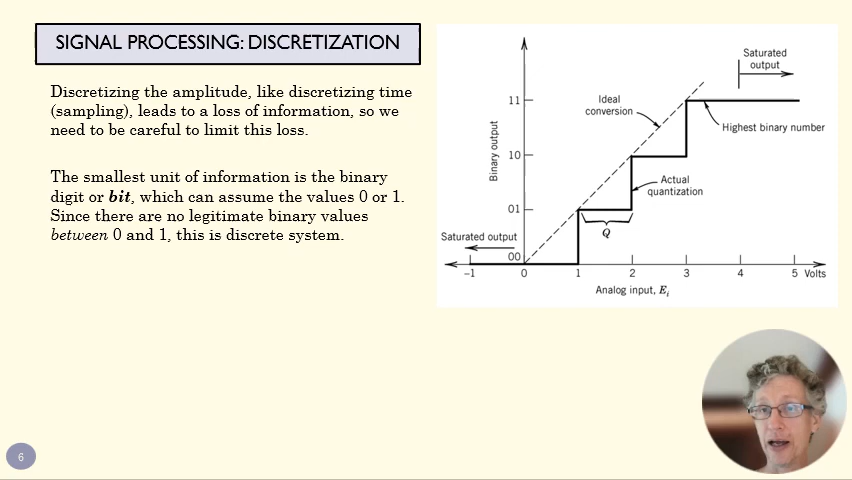 SIGNAL PROCESSING: DISCRETIZATION
Discretizing the amplitude, like discretizing time
(sampling), leads to a loss of information, so we
need to be careful to limit this loss.
The smallest unit of information is the binary
digit or bit, which can assume the values 0 or 1.
Since there are no legitimate binary values
between 0 and 1, this is discrete system.
Saturated
output
Ideal
conversion
11
Highest binary number
Binary output
10
Actual
quantization
01
Q
Saturated output
00
−1 0 1 2 3 4 5 Volts
Analog input, Ei
6